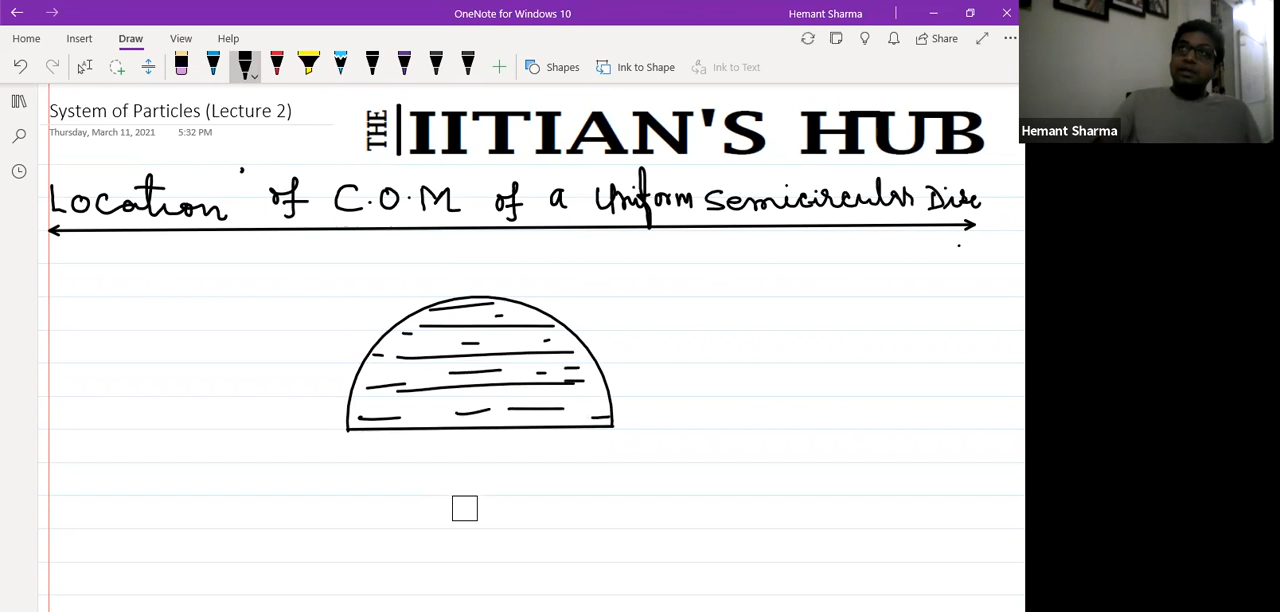 OneNote for Windows 10
Hemant Sharma
Home Insert Draw View Help
Share
Shapes Ink to Shape Ink to Text
System of Particles (Lecture 2)
Thursday, March 11, 2021 5:32 PM
THE IITIAN'S HUB
Hemant Sharma
Location of C.O.M of a Uniform Semicircular Disc